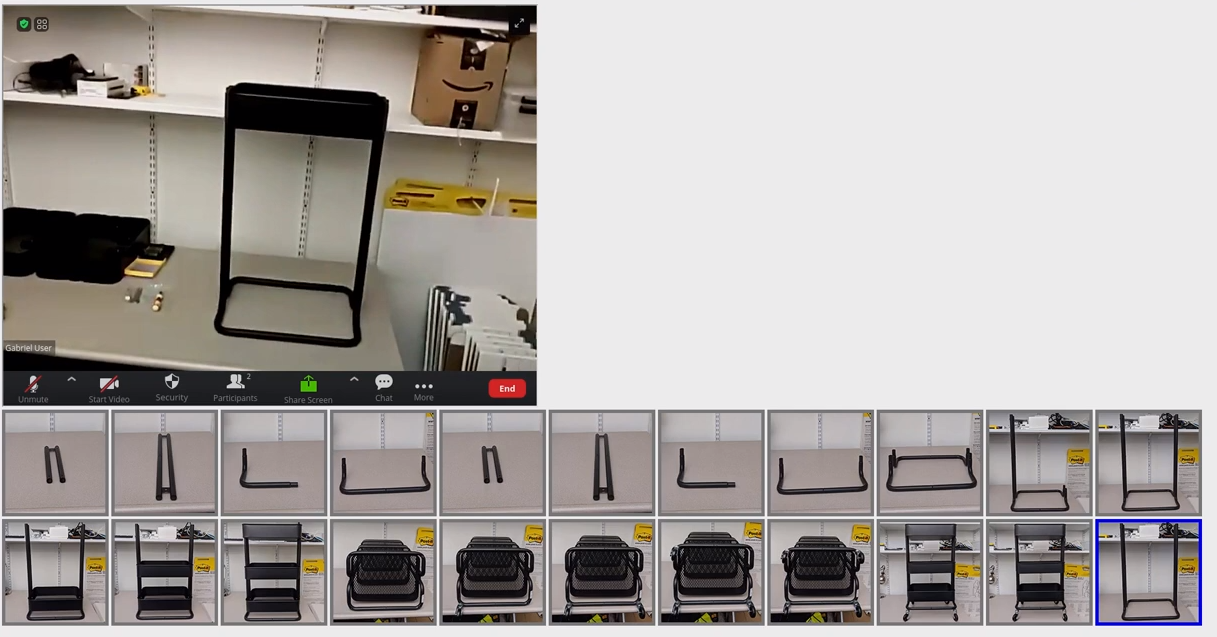 Gabriel User
Unmute
Start Video
Security
2
Participants
Share Screen
Chat
More
End